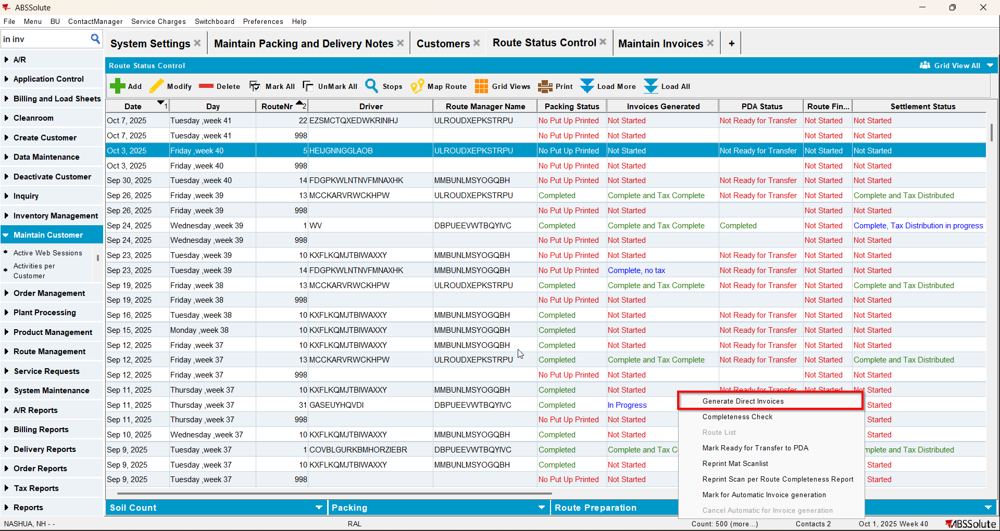 ABSSolute
File Menu BU ContactManager Service Charges Switchboard Preferences Help
in inv
System Settings Maintain Packing and Delivery Notes Customers Route Status Control Maintain Invoices +
Route Status Control Grid View All
Add Modify Delete Mark All UnMark All Stops Map Route Grid Views Print Load More Load All
A/R
Application Control
Billing and Load Sheets
Cleanroom
Create Customer
Data Maintenance
Deactivate Customer
Inquiry
Inventory Management
Maintain Customer
Active Web Sessions
Activities per
Customer
Order Management
Plant Processing
Product Management
Route Management
Service Requests
System Maintenance
A/R Reports
Billing Reports
Delivery Reports
Order Reports
Tax Reports
Reports
Date 1 Day RouteNr 2 Driver Route Manager Name Packing Status Invoices Generated PDA Status Route Fin... Settlement Status
Oct 7, 2025 Tuesday ,week 41 22 EZSMCTQXEDWKRINIHJ ULROUDXEPKSTRPU No Put Up Printed Not Started Not Ready for Transfer Not Started Not Started
Oct 7, 2025 Tuesday ,week 41 998 No Put Up Printed Not Started Not Started Not Started
Oct 3, 2025 Friday ,week 40 5 HEIJGNNGGLAOB ULROUDXEPKSTRPU No Put Up Printed Not Started Not Ready for Transfer Not Started Not Started
Oct 3, 2025 Friday ,week 40 998 No Put Up Printed Not Started Not Started Not Started
Sep 30, 2025 Tuesday ,week 40 14 FDGPKWLNTNVFMNAXHK MMBUNLMSYOGQBH No Put Up Printed Not Started Not Ready for Transfer Not Started Not Started
Sep 26, 2025 Friday ,week 39 13 MCCKARVRWCKHPW ULROUDXEPKSTRPU Completed Complete and Tax Complete Not Ready for Transfer Not Started Complete and Tax Distributed
Sep 26, 2025 Friday ,week 39 998 No Put Up Printed Not Started Not Started Not Started
Sep 24, 2025 Wednesday ,week 39 1 WV DBPUEEVWTBQYIVC Completed Complete and Tax Complete Completed Not Started Complete, Tax Distribution in progress
Sep 24, 2025 Wednesday ,week 39 998 No Put Up Printed Not Started Not Started Not Started
Sep 23, 2025 Tuesday ,week 39 10 KXFLKQMJTBIWAXXY MMBUNLMSYOGQBH No Put Up Printed Not Started Not Ready for Transfer Not Started Not Started
Sep 23, 2025 Tuesday ,week 39 14 FDGPKWLNTNVFMNAXHK MMBUNLMSYOGQBH No Put Up Printed Complete, no tax Not Ready for Transfer Not Started Not Started
Sep 19, 2025 Friday ,week 38 13 MCCKARVRWCKHPW ULROUDXEPKSTRPU Completed Complete and Tax Complete Not Ready for Transfer Not Started Complete and Tax Distributed
Sep 19, 2025 Friday ,week 38 998 No Put Up Printed Not Started Not Started Not Started
Sep 16, 2025 Tuesday ,week 38 10 KXFLKQMJTBIWAXXY MMBUNLMSYOGQBH Completed Not Started Not Ready for Transfer Not Started Not Started
Sep 15, 2025 Monday ,week 38 10 KXFLKQMJTBIWAXXY MMBUNLMSYOGQBH Completed Not Started Not Ready for Transfer Not Started Not Started
Sep 12, 2025 Friday ,week 37 10 KXFLKQMJTBIWAXXY MMBUNLMSYOGQBH Completed Not Started Not Ready for Transfer Not Started Not Started
Sep 12, 2025 Friday ,week 37 13 MCCKARVRWCKHPW ULROUDXEPKSTRPU Completed Complete and Tax Complete Not Ready for Transfer Not Started Complete and Tax Distributed
Sep 12, 2025 Friday ,week 37 998 No Put Up Printed Not Started Not Started Not Started
Sep 11, 2025 Thursday ,week 37 10 KXFLKQMJTBIWAXXY MMBUNLMSYOGQBH Completed Not Started Not Ready for Transfer Not Started Not Started
Sep 11, 2025 Thursday ,week 37 31 GASEUYHQVDI DBPUEEVWTBQYIVC Completed In Progress Started
Sep 11, 2025 Thursday ,week 37 998 No Put Up Printed Not Started Started
Sep 10, 2025 Wednesday ,week 37 10 KXFLKQMJTBIWAXXY MMBUNLMSYOGQBH Completed Not Started Started
Sep 9, 2025 Tuesday ,week 37 1 COVBLGURKBMHORZIEBR DBPUEEVWTBQYIVC Completed Complete and Tax C mplete and Tax Distributed
Sep 9, 2025 Tuesday ,week 37 10 KXFLKQMJTBIWAXXY MMBUNLMSYOGQBH Completed Not Started Started
Sep 9, 2025 Tuesday ,week 37 998 No Put Up Printed Not Started Started
Generate Direct Invoices
Completeness Check
Route List
Mark Ready for Transfer to PDA
Reprint Mat Scanlist
Reprint Scan per Route Completeness Report
Mark for Automatic Invoice generation
Cancel Automatic for Invoice generation
Soil Count Packing Route Preparation
NASHUA, NH - - RAL Count: 500 (more...) Contacts 2 Oct 1, 2025 Week 40 ABSSolute